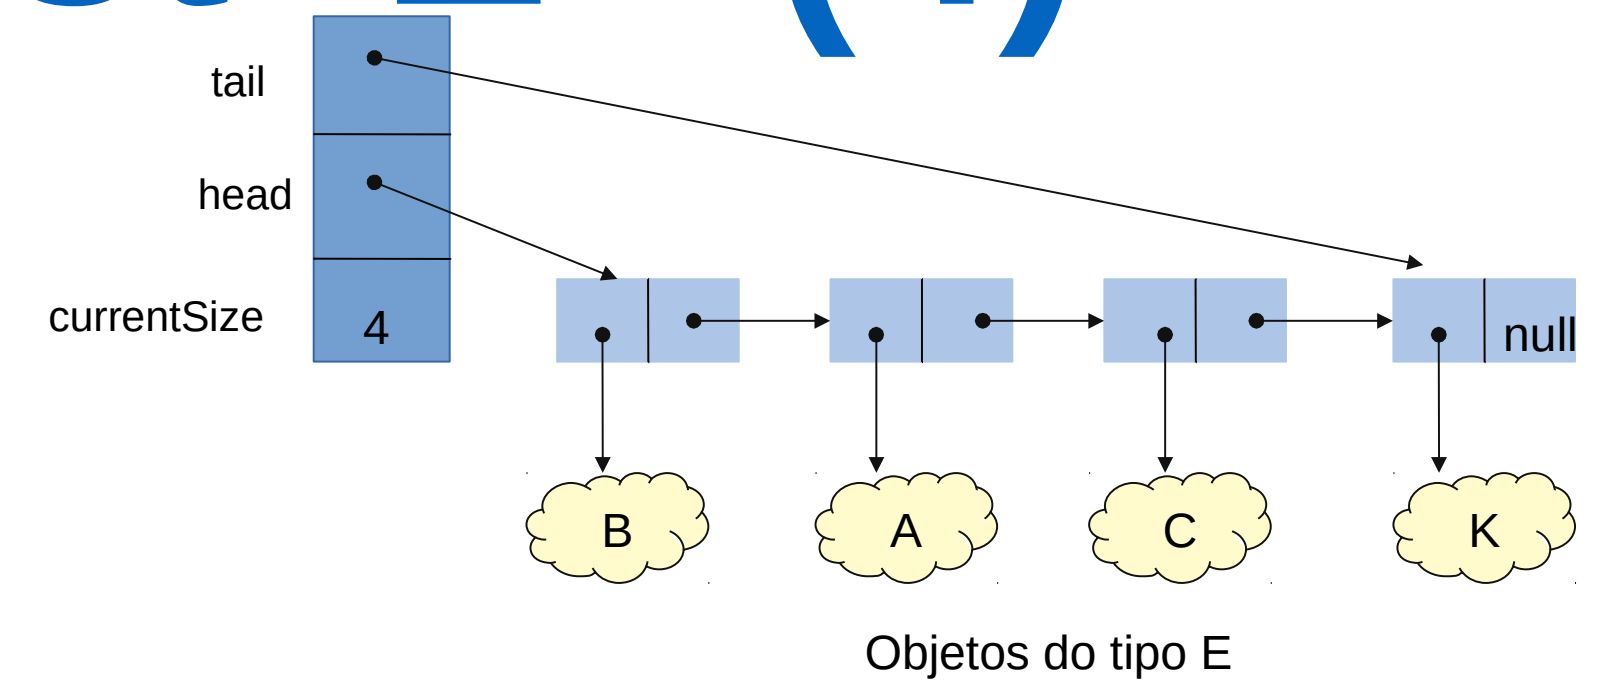 tail
head
currentSize
4
null
B
A
C
K
Objetos do tipo E